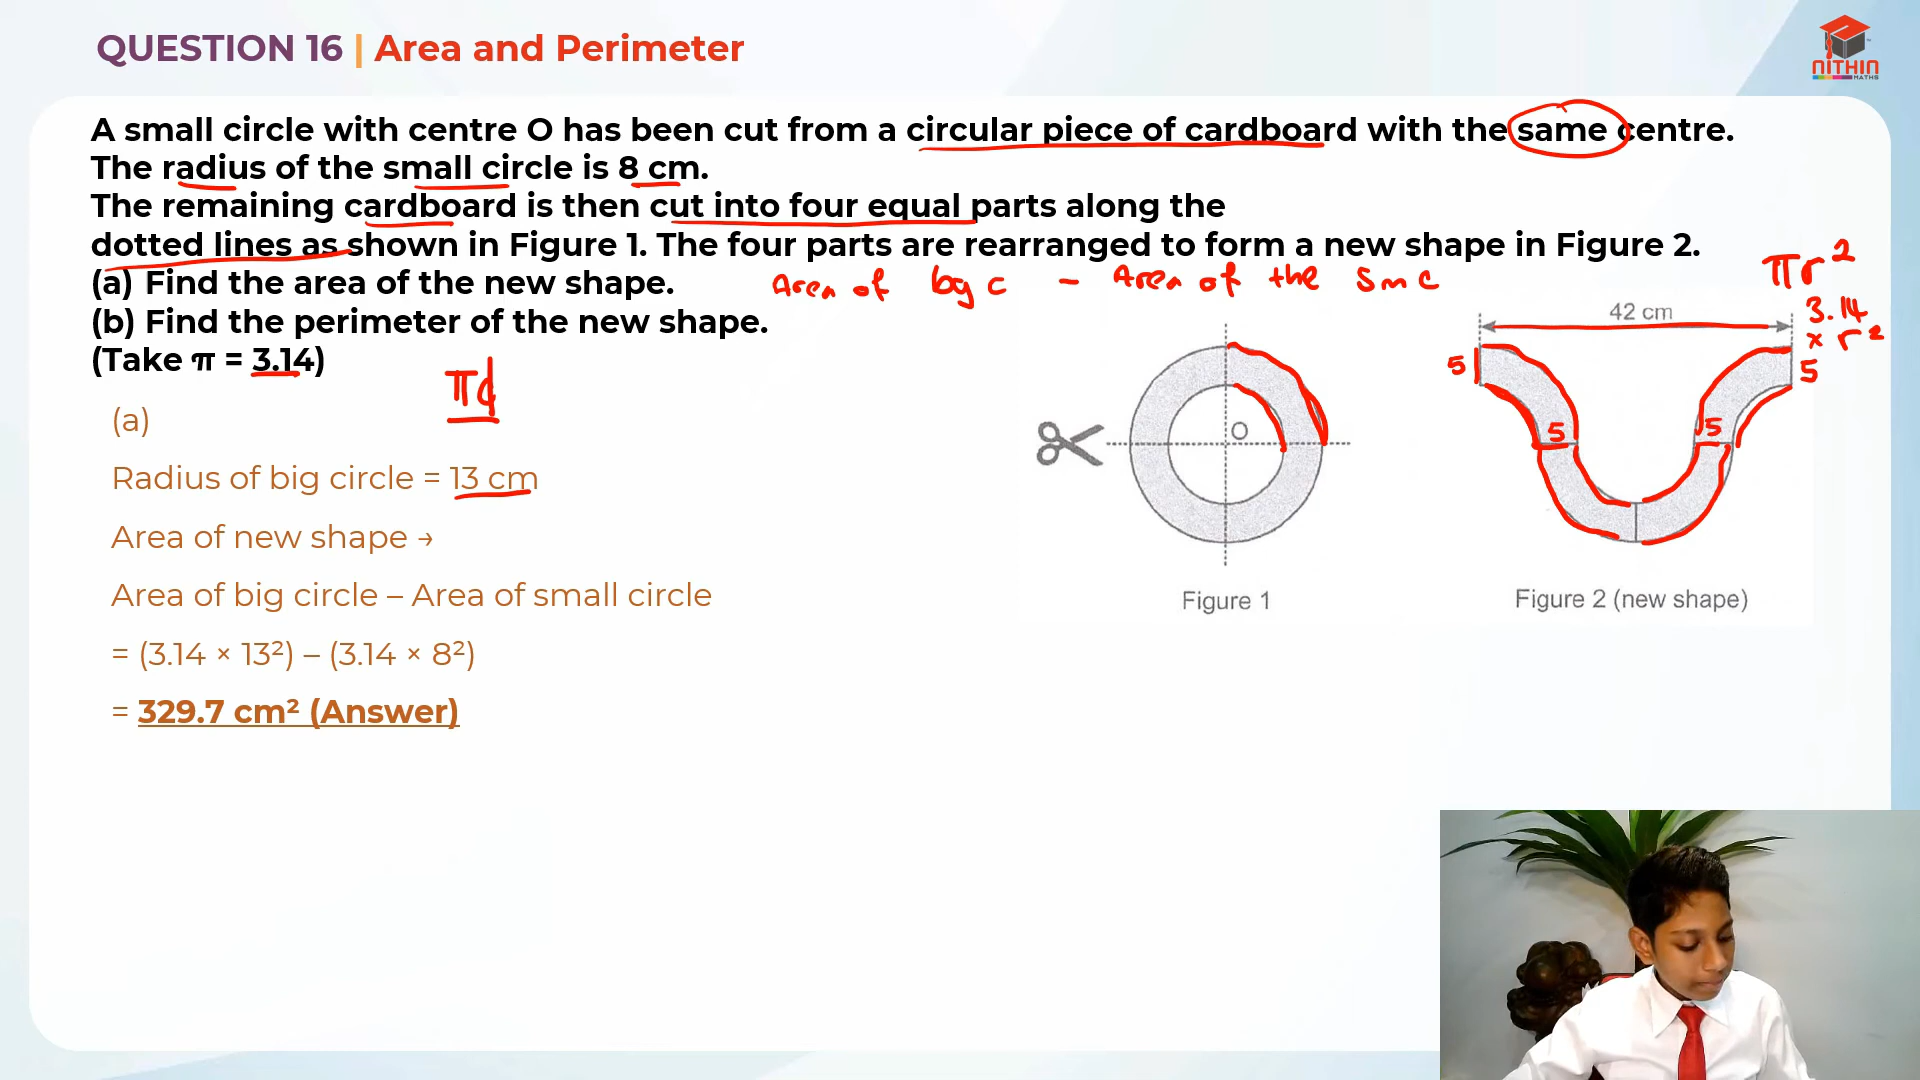 QUESTION 16 | Area and Perimeter
NITHIN
MATHS
A small circle with centre O has been cut from a circular piece of cardboard with the same centre.
The radius of the small circle is 8 cm.
The remaining cardboard is then cut into four equal parts along the
dotted lines as shown in Figure 1. The four parts are rearranged to form a new shape in Figure 2.
(a) Find the area of the new shape.
Area of big c - Area of the sm c
πr²
(b) Find the perimeter of the new shape.
42 cm
3.14
× r²
(Take π = 3.14)
πd
5
5
(a)
O
5
5
Radius of big circle = 13 cm
Area of new shape →
Area of big circle – Area of small circle
Figure 1
Figure 2 (new shape)
= (3.14 × 13²) – (3.14 × 8²)
= 329.7 cm² (Answer)